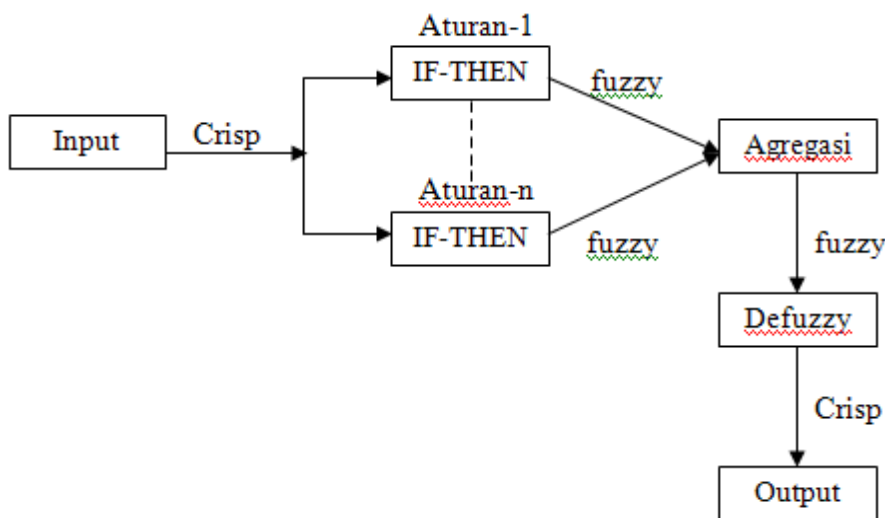 Aturan-1
IF-THEN
fuzzy
Input
Crisp
Agregasi
Aturan-n
IF-THEN
fuzzy
fuzzy
Defuzzy
Crisp
Output